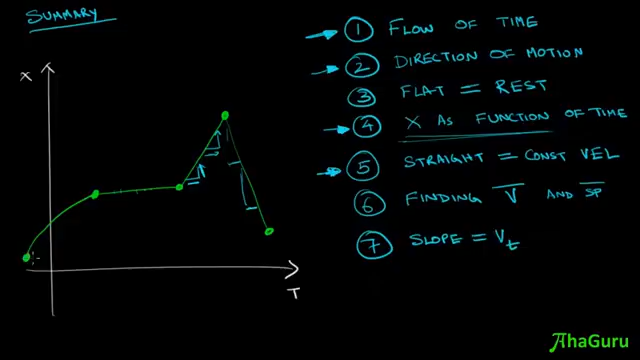 SUMMARY
X
T
1 FLOW OF TIME
2 DIRECTION OF MOTION
3 FLAT = REST
4 X AS FUNCTION OF TIME
5 STRAIGHT = CONST VEL
6 FINDING V̅ AND S̅P̅
7 SLOPE = Vt
AhaGuru